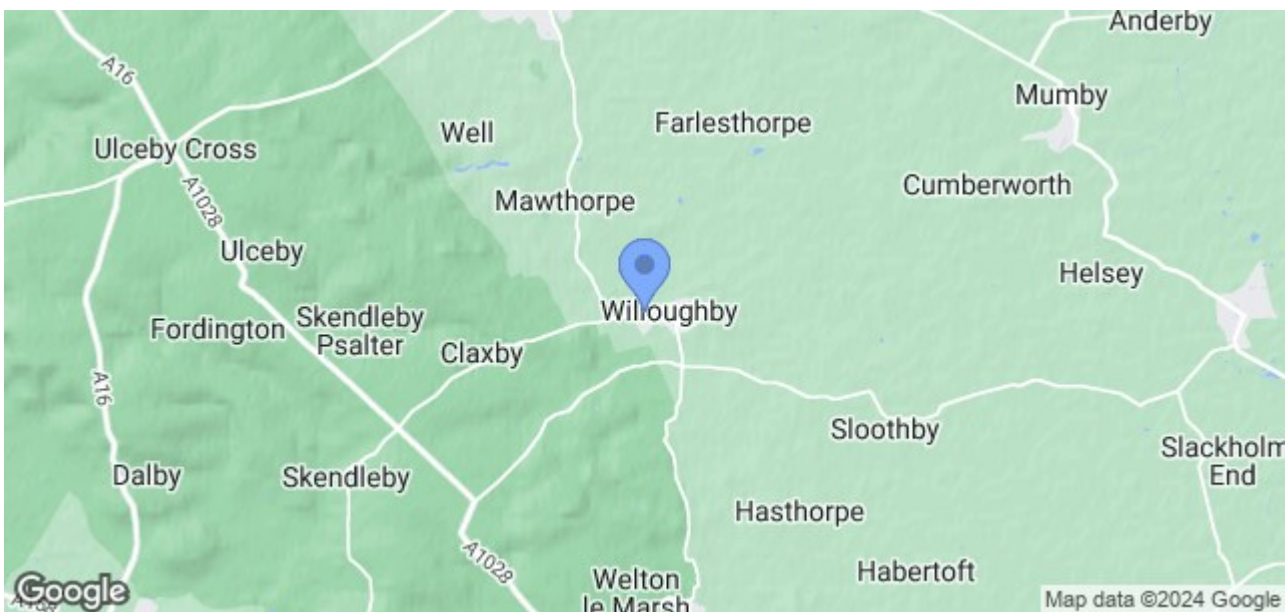 Anderby
A16
Mumby
Well
Farlesthorpe
Ulceby Cross
Cumberworth
A1028
Mawthorpe
Ulceby
Helsey
Willoughby
Skendleby
Psalter
Fordington
Claxby
A16
Sloothby
Slackholm
End
Dalby
Skendleby
Hasthorpe
A1028
Habertoft
Welton
le Marsh
Google
Map data ©2024 Google